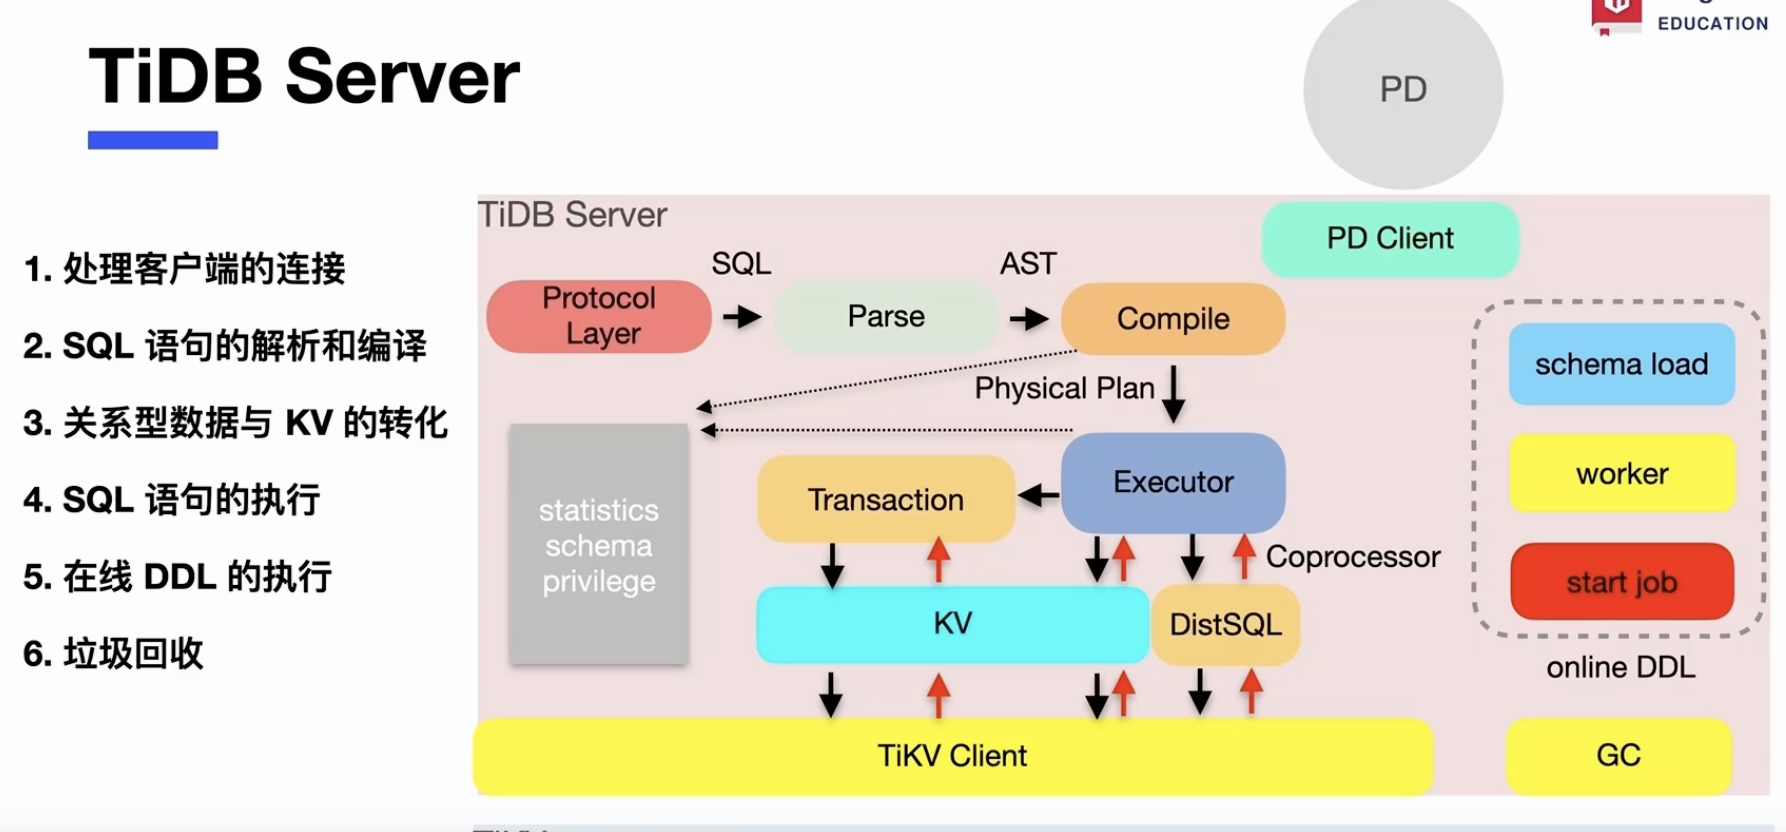 EDUCATION
TiDB Server
PD
TiDB Server
PD Client
SQL
AST
Protocol
Layer
Parse
Compile
1. 处理客户端的连接
2. SQL 语句的解析和编译
3. 关系型数据与 KV 的转化
4. SQL 语句的执行
5. 在线 DDL 的执行
6. 垃圾回收
Physical Plan
schema load
statistics
schema
privilege
Transaction
Executor
worker
Coprocessor
start job
KV
DistSQL
online DDL
TiKV Client
GC